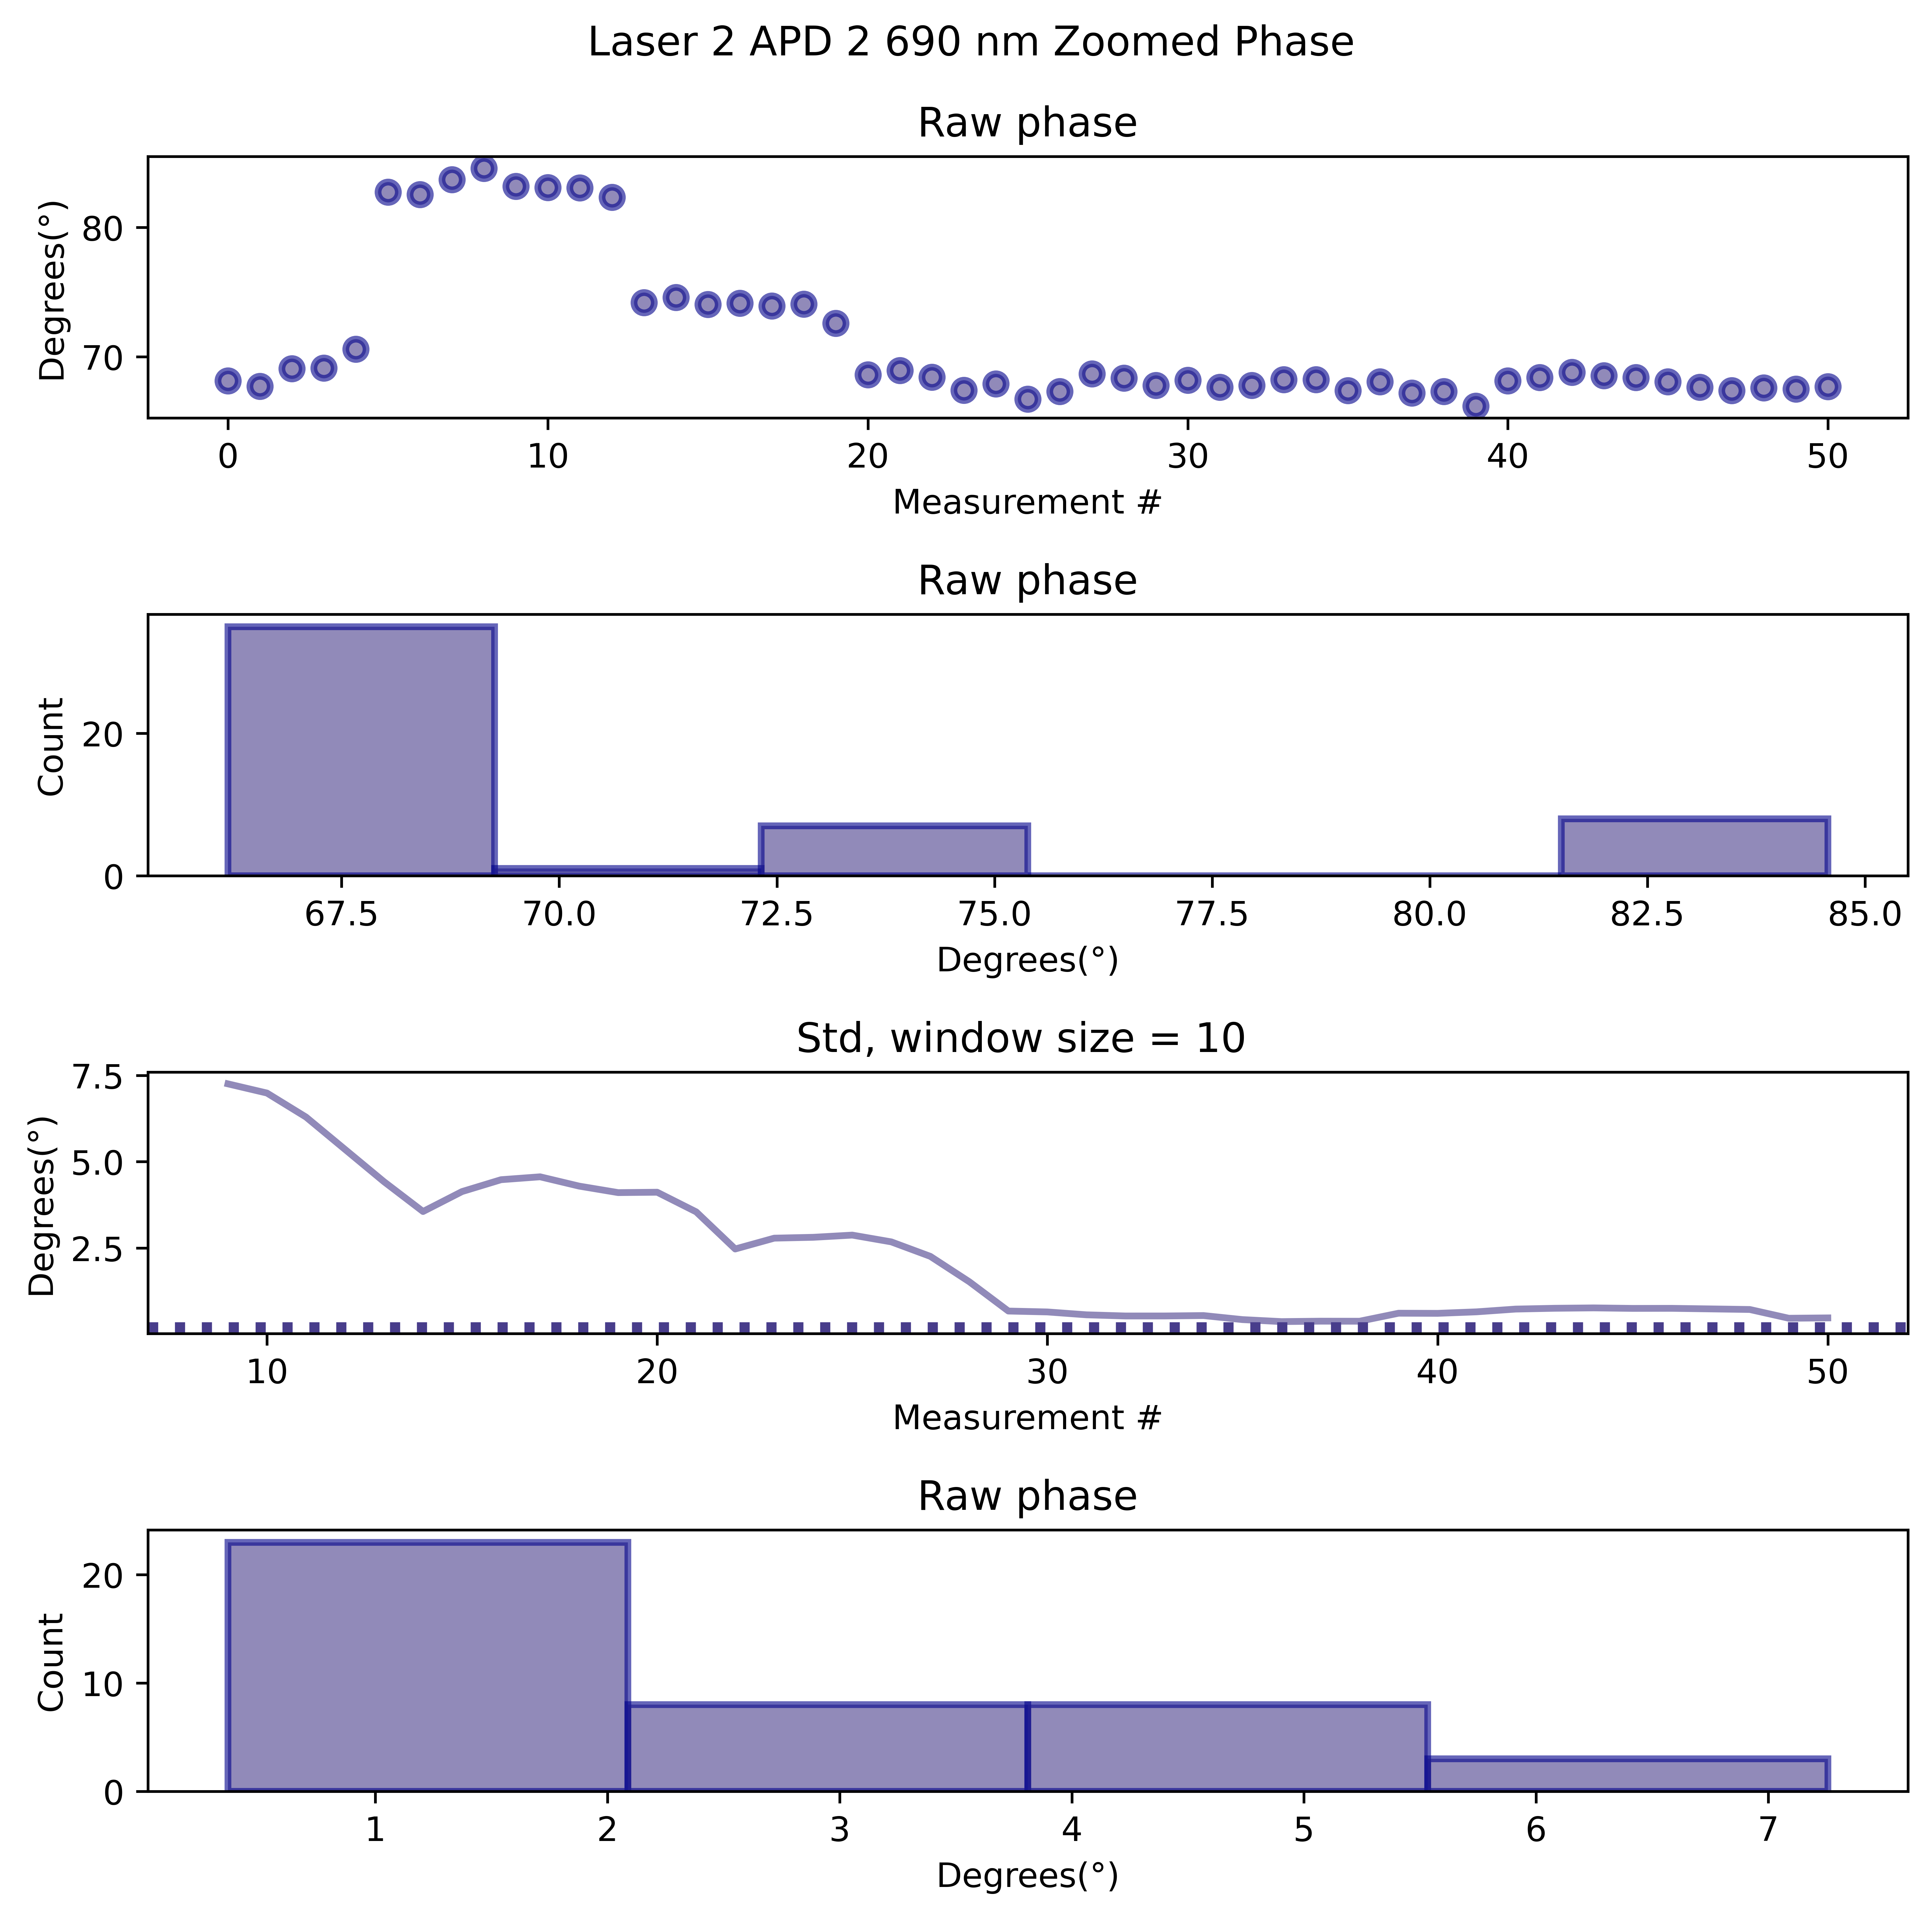 Laser 2 APD 2 690 nm Zoomed Phase
Raw phase
Degrees(°)
80
70
0 10 20 30 40 50
Measurement #
Raw phase
Count
20
0
67.5 70.0 72.5 75.0 77.5 80.0 82.5 85.0
Degrees(°)
Std, window size = 10
Degrees(°)
7.5
5.0
2.5
10 20 30 40 50
Measurement #
Raw phase
Count
20
10
0
1 2 3 4 5 6 7
Degrees(°)